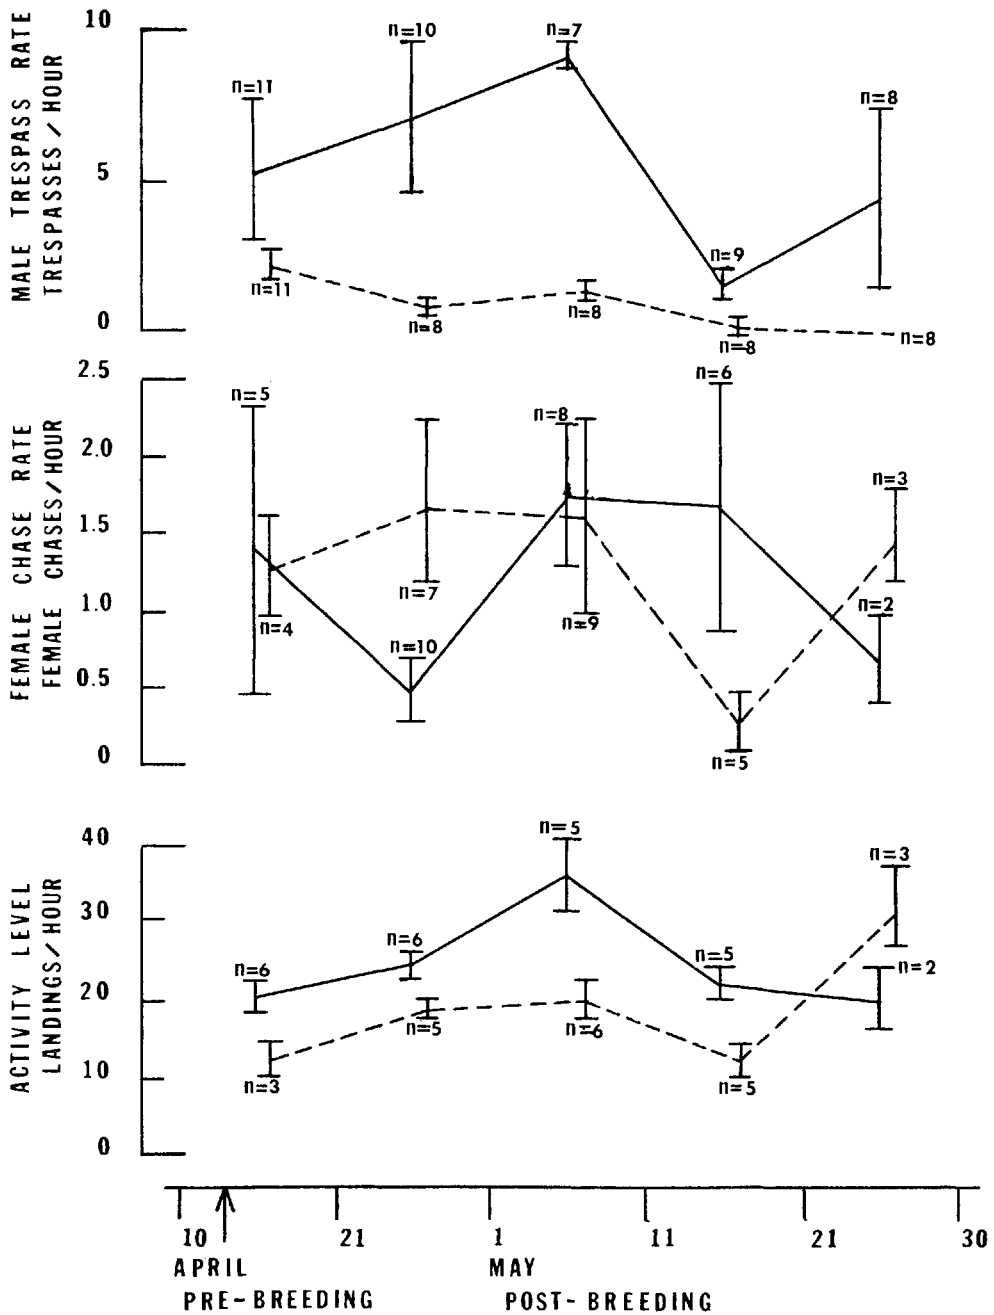 MALE TRESPASS RATE
TRESPASSES / HOUR
10
5
0
n=11
n=10
n=7
n=9
n=8
n=11
n=8
n=8
n=8
n=8
FEMALE CHASE RATE
FEMALE CHASES/HOUR
2.5
2.0
1.5
1.0
0.5
0
n=5
n=10
n=8
n=6
n=2
n=4
n=7
n=9
n=5
n=3
ACTIVITY LEVEL
LANDINGS/HOUR
40
30
20
10
0
n=6
n=6
n=5
n=5
n=2
n=3
n=5
n=6
n=5
n=3
10 21 1 11 21 30
APRIL MAY
PRE-BREEDING POST-BREEDING